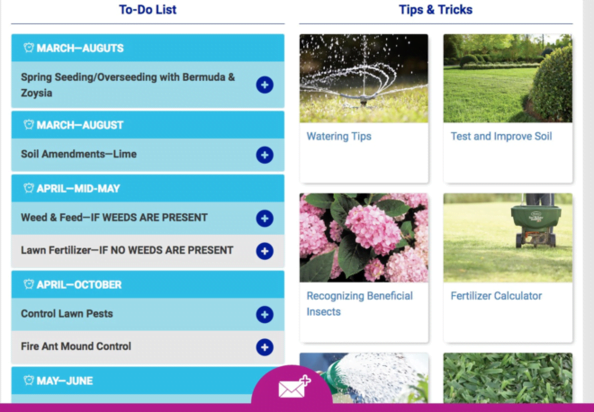 To-Do List
MARCH—AUGUTS
Spring Seeding/Overseeding with Bermuda &
Zoysia
MARCH—AUGUST
Soil Amendments—Lime
APRIL—MID-MAY
Weed & Feed—IF WEEDS ARE PRESENT
Lawn Fertilizer—IF NO WEEDS ARE PRESENT
APRIL—OCTOBER
Control Lawn Pests
Fire Ant Mound Control
MAY—JUNE
Tips & Tricks
Watering Tips
Test and Improve Soil
Recognizing Beneficial
Insects
Fertilizer Calculator